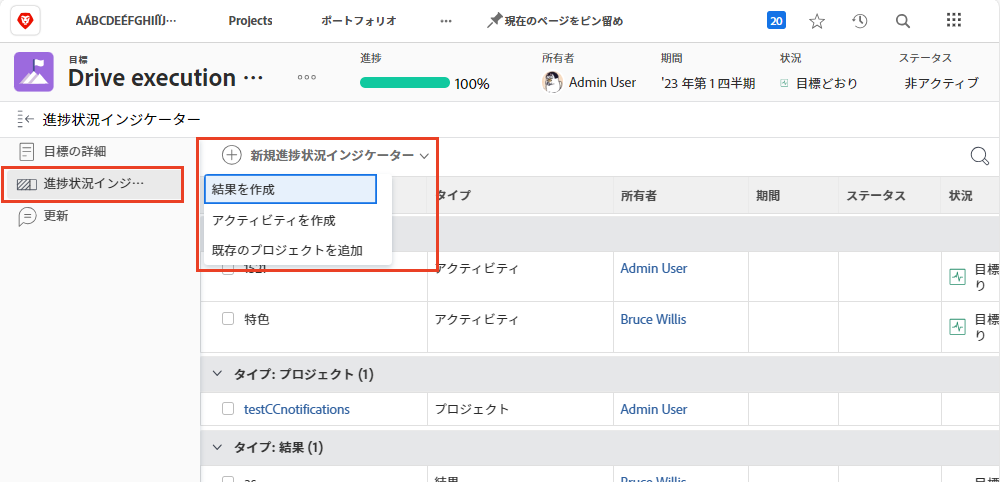 AÁBCDEÉFGHIÍÏJ⋯ Projects ポートフォリオ ⋯ 現在のページをピン留め 20
目標
Drive execution ⋯
進捗
100%
所有者
Admin User
期間
'23 年第 1 四半期
状況
目標どおり
ステータス
非アクティブ
進捗状況インジケーター
目標の詳細
進捗状況インジ⋯
更新
新規進捗状況インジケーター
結果を作成
アクティビティを作成
既存のプロジェクトを追加
タイプ 所有者 期間 ステータス 状況
アクティビティ Admin User 目標
り
特色 アクティビティ Bruce Willis 目標
り
タイプ: プロジェクト (1)
testCCnotifications プロジェクト Admin User
タイプ: 結果 (1)
結果 Bruce Willis 目標